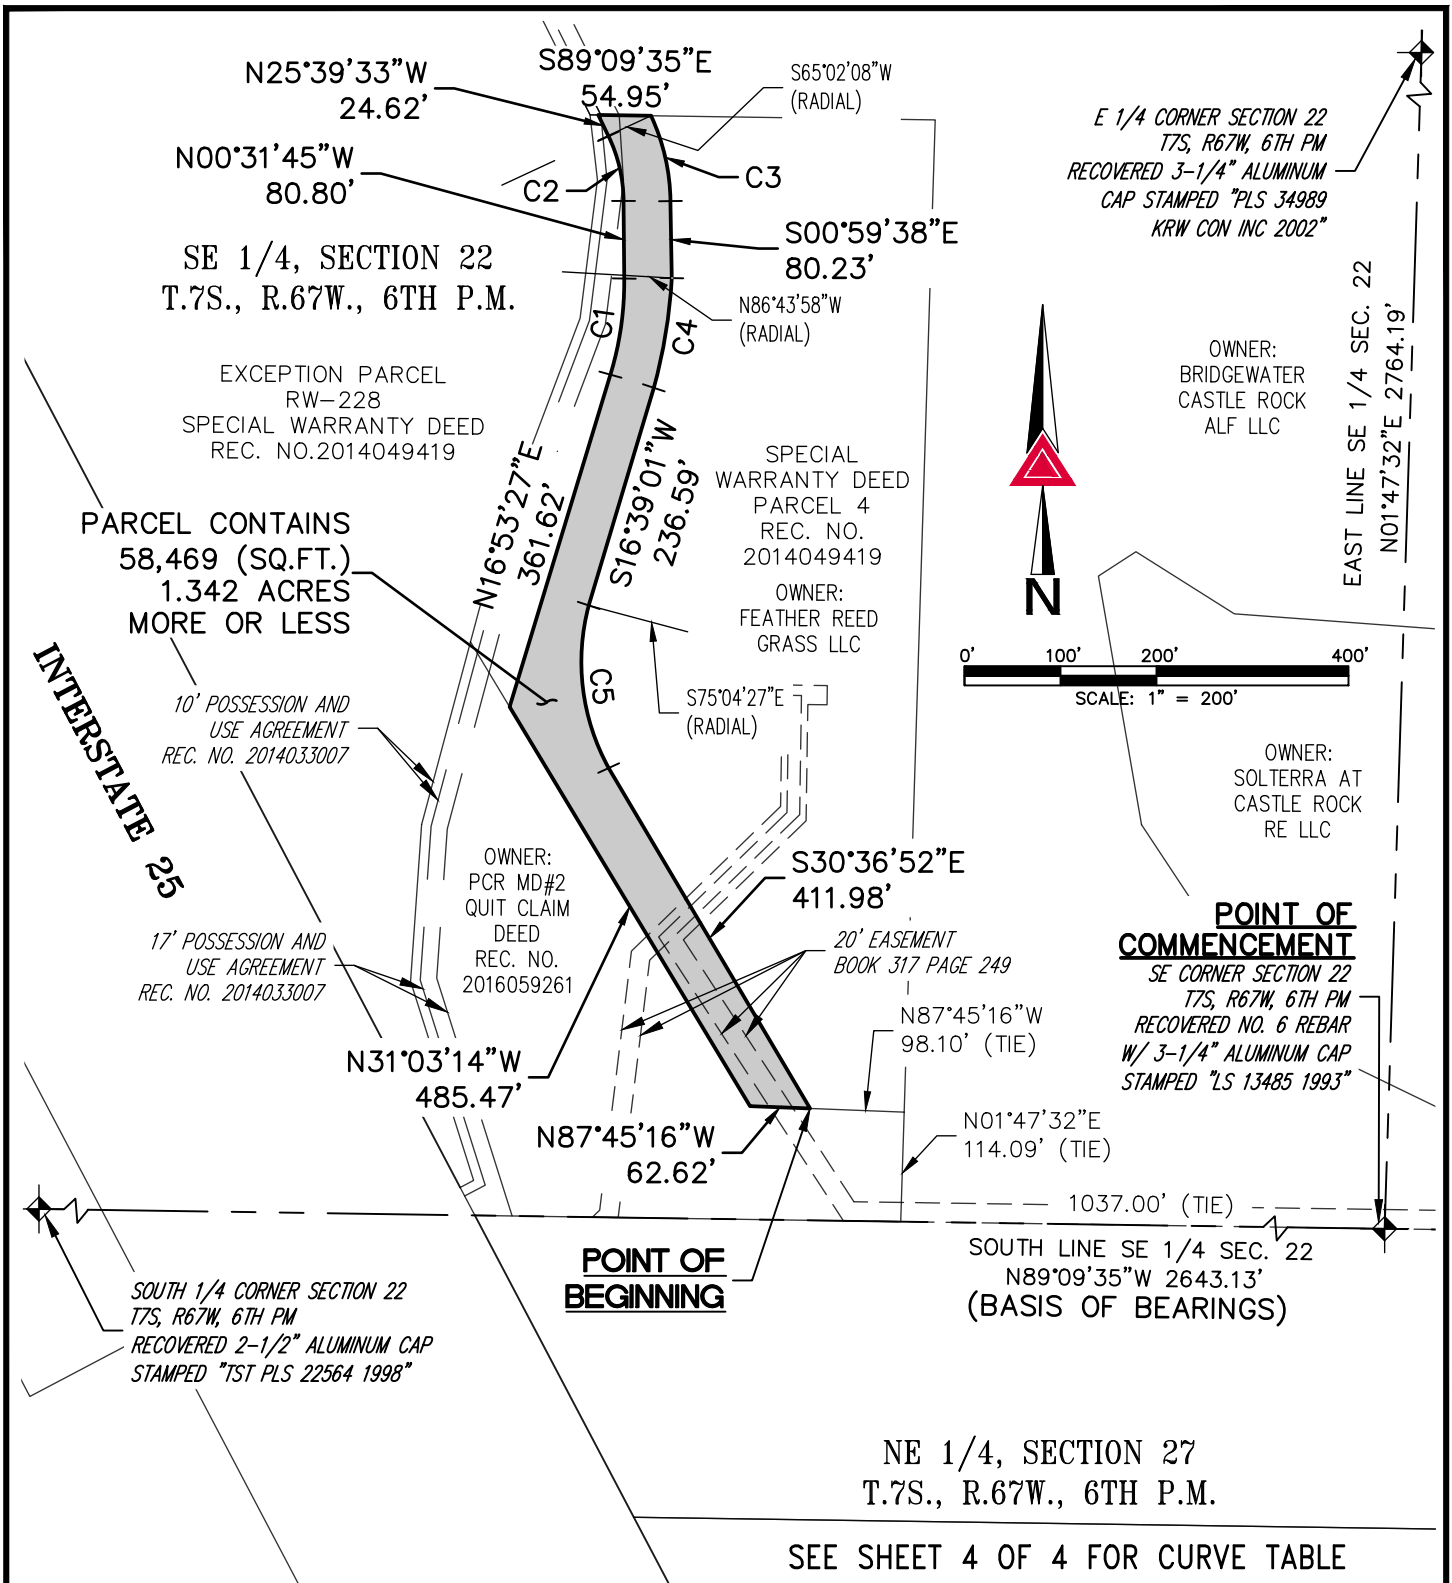 S89°09'35"E
54.95'
N25°39'33"W
24.62'
S65°02'08"W
(RADIAL)
E 1/4 CORNER SECTION 22
T7S, R67W, 6TH PM
RECOVERED 3-1/4" ALUMINUM
CAP STAMPED "PLS 34989
KRW CON INC 2002"
N00°31'45"W
80.80'
C2
C3
S00°59'38"E
80.23'
SE 1/4, SECTION 22
T.7S., R.67W., 6TH P.M.
N86°43'58"W
(RADIAL)
C1
C4
EAST LINE SE 1/4 SEC. 22
N01°47'32"E 2764.19'
OWNER:
BRIDGEWATER
CASTLE ROCK
ALF LLC
EXCEPTION PARCEL
RW-228
SPECIAL WARRANTY DEED
REC. NO.2014049419
N16°53'27"E
361.62'
S16°39'01"W
236.59'
SPECIAL
WARRANTY DEED
PARCEL 4
REC. NO.
2014049419
OWNER:
FEATHER REED
GRASS LLC
PARCEL CONTAINS
58,469 (SQ.FT.)
1.342 ACRES
MORE OR LESS
N
0' 100' 200' 400'
SCALE: 1" = 200'
INTERSTATE 25
10' POSSESSION AND
USE AGREEMENT
REC. NO. 2014033007
C5
S75°04'27"E
(RADIAL)
OWNER:
SOLTERRA AT
CASTLE ROCK
RE LLC
OWNER:
PCR MD#2
QUIT CLAIM
DEED
REC. NO.
2016059261
S30°36'52"E
411.98'
17' POSSESSION AND
USE AGREEMENT
REC. NO. 2014033007
20' EASEMENT
BOOK 317 PAGE 249
POINT OF
COMMENCEMENT
SE CORNER SECTION 22
T7S, R67W, 6TH PM
RECOVERED NO. 6 REBAR
W/ 3-1/4" ALUMINUM CAP
STAMPED "LS 13485 1993"
N87°45'16"W
98.10' (TIE)
N31°03'14"W
485.47'
N87°45'16"W
62.62'
N01°47'32"E
114.09' (TIE)
1037.00' (TIE)
SOUTH LINE SE 1/4 SEC. 22
N89°09'35"W 2643.13'
(BASIS OF BEARINGS)
POINT OF
BEGINNING
SOUTH 1/4 CORNER SECTION 22
T7S, R67W, 6TH PM
RECOVERED 2-1/2" ALUMINUM CAP
STAMPED "TST PLS 22564 1998"
NE 1/4, SECTION 27
T.7S., R.67W., 6TH P.M.
SEE SHEET 4 OF 4 FOR CURVE TABLE